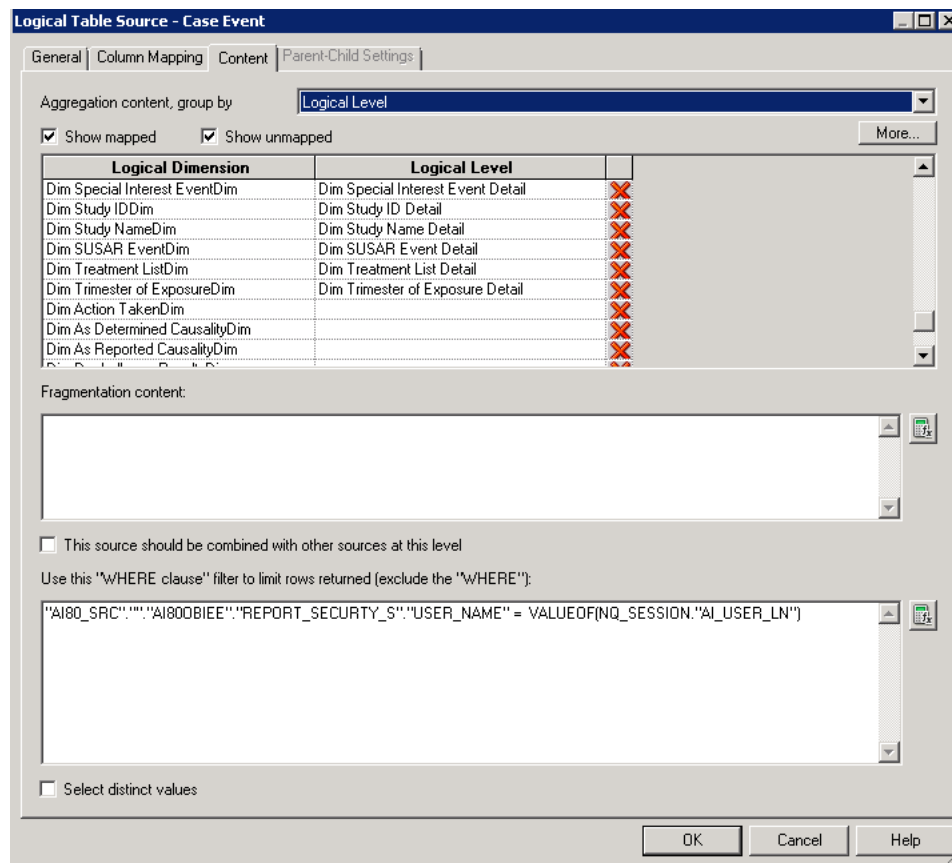 Logical Table Source - Case Event
General Column Mapping Content Parent-Child Settings
Aggregation content, group by Logical Level
Show mapped Show unmapped More...
Logical Dimension Logical Level
Dim Special Interest EventDim Dim Special Interest Event Detail
Dim Study IDDim Dim Study ID Detail
Dim Study NameDim Dim Study Name Detail
Dim SUSAR EventDim Dim SUSAR Event Detail
Dim Treatment ListDim Dim Treatment List Detail
Dim Trimester of ExposureDim Dim Trimester of Exposure Detail
Dim Action TakenDim
Dim As Determined CausalityDim
Dim As Reported CausalityDim
Fragmentation content:
This source should be combined with other sources at this level
Use this "WHERE clause" filter to limit rows returned (exclude the "WHERE"):
"AI80_SRC".""."AI80OBIEE"."REPORT_SECURTY_S"."USER_NAME" = VALUEOF(NQ_SESSION."AI_USER_LN")
Select distinct values
OK Cancel Help